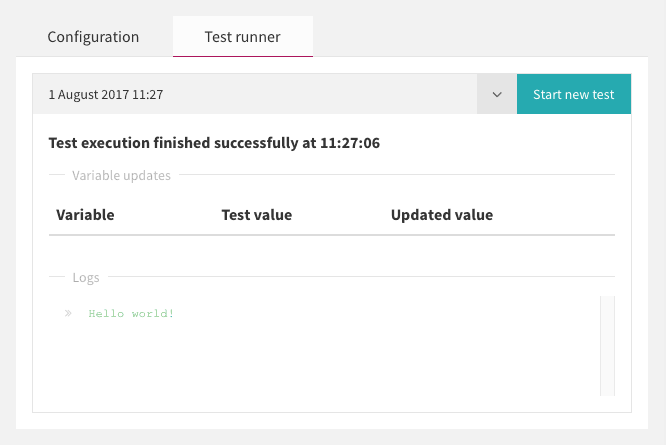 Configuration
Test runner
1 August 2017 11:27
Start new test
Test execution finished successfully at 11:27:06
Variable updates
Variable Test value Updated value
Logs
» Hello world!